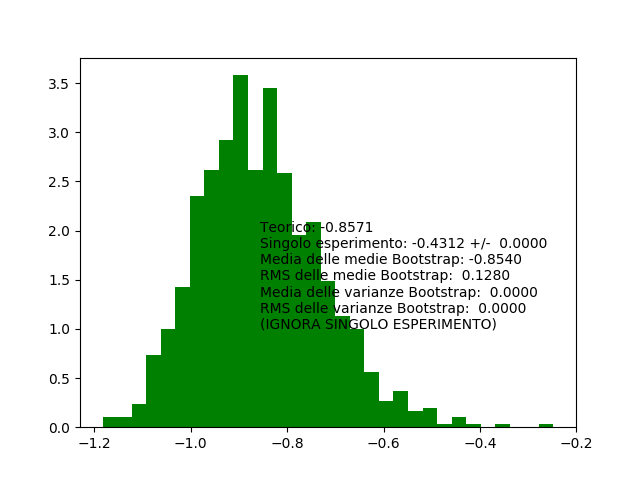 3.5
3.0
2.5
2.0
1.5
1.0
0.5
0.0
Teorico: -0.8571
Singolo esperimento: -0.4312 +/-  0.0000
Media delle medie Bootstrap: -0.8540
RMS delle medie Bootstrap:  0.1280
Media delle varianze Bootstrap:  0.0000
RMS delle varianze Bootstrap:  0.0000
(IGNORA SINGOLO ESPERIMENTO)
−1.2 −1.0 −0.8 −0.6 −0.4 −0.2